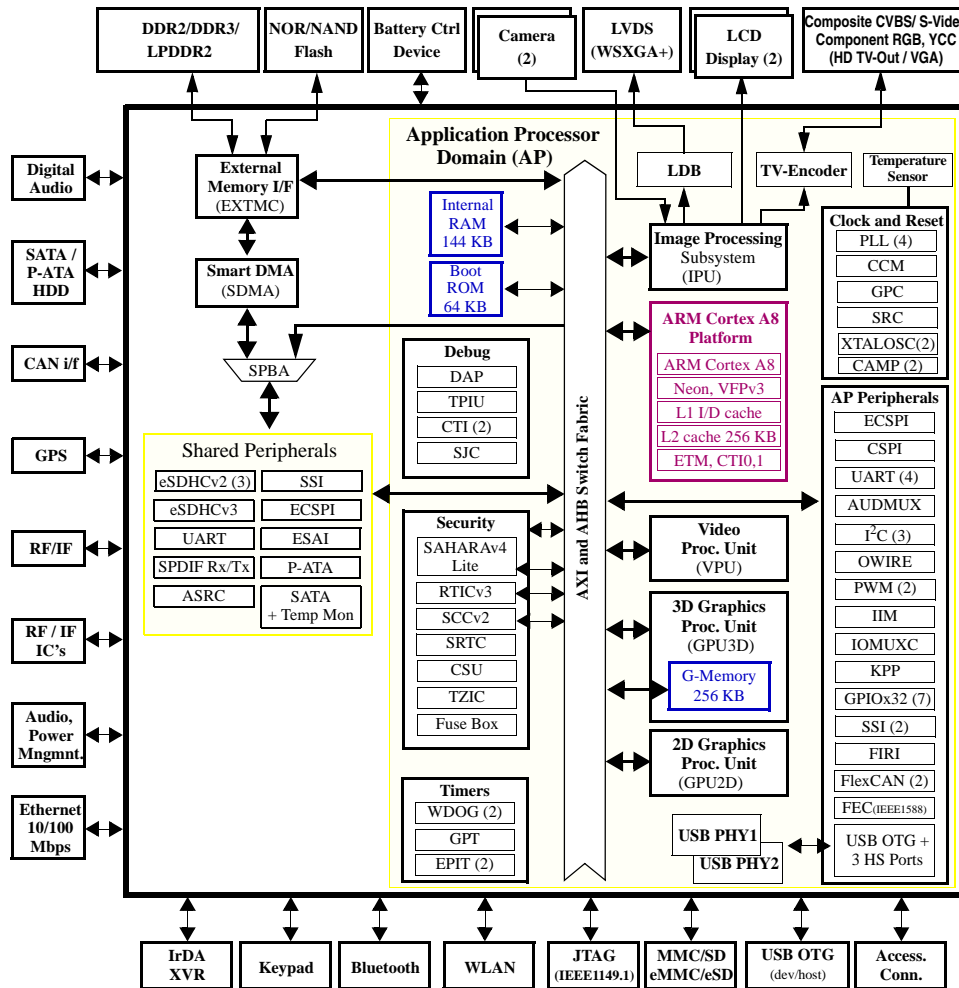 DDR2/DDR3/
LPDDR2
NOR/NAND
Flash
Battery Ctrl
Device
Camera
(2)
LVDS
(WSXGA+)
LCD
Display (2)
Composite CVBS/ S-Vide
Component RGB, YCC
(HD TV-Out / VGA)
Digital
Audio
SATA /
P-ATA
HDD
CAN i/f
GPS
RF/IF
RF / IF
IC's
Audio,
Power
Mngmnt.
Ethernet
10/100
Mbps
Application Processor
Domain (AP)
External
Memory I/F
(EXTMC)
Smart DMA
(SDMA)
SPBA
Shared Peripherals
eSDHCv2 (3)
SSI
eSDHCv3
ECSPI
UART
ESAI
SPDIF Rx/Tx
P-ATA
ASRC
SATA
+ Temp Mon
Internal
RAM
144 KB
Boot
ROM
64 KB
Debug
DAP
TPIU
CTI (2)
SJC
Security
SAHARAv4
Lite
RTICv3
SCCv2
SRTC
CSU
TZIC
Fuse Box
Timers
WDOG (2)
GPT
EPIT (2)
AXI and AHB Switch Fabric
LDB
TV-Encoder
Image Processing
Subsystem
(IPU)
ARM Cortex A8
Platform
ARM Cortex A8
Neon, VFPv3
L1 I/D cache
L2 cache 256 KB
ETM, CTI0,1
Video
Proc. Unit
(VPU)
3D Graphics
Proc. Unit
(GPU3D)
G-Memory
256 KB
2D Graphics
Proc. Unit
(GPU2D)
USB PHY1
USB PHY2
Temperature
Sensor
Clock and Reset
PLL (4)
CCM
GPC
SRC
XTALOSC(2)
CAMP (2)
AP Peripherals
ECSPI
CSPI
UART (4)
AUDMUX
I2C (3)
OWIRE
PWM (2)
IIM
IOMUXC
KPP
GPIOx32 (7)
SSI (2)
FIRI
FlexCAN (2)
FEC(IEEE1588)
USB OTG +
3 HS Ports
IrDA
XVR
Keypad
Bluetooth
WLAN
JTAG
(IEEE1149.1)
MMC/SD
eMMC/eSD
USB OTG
(dev/host)
Access.
Conn.